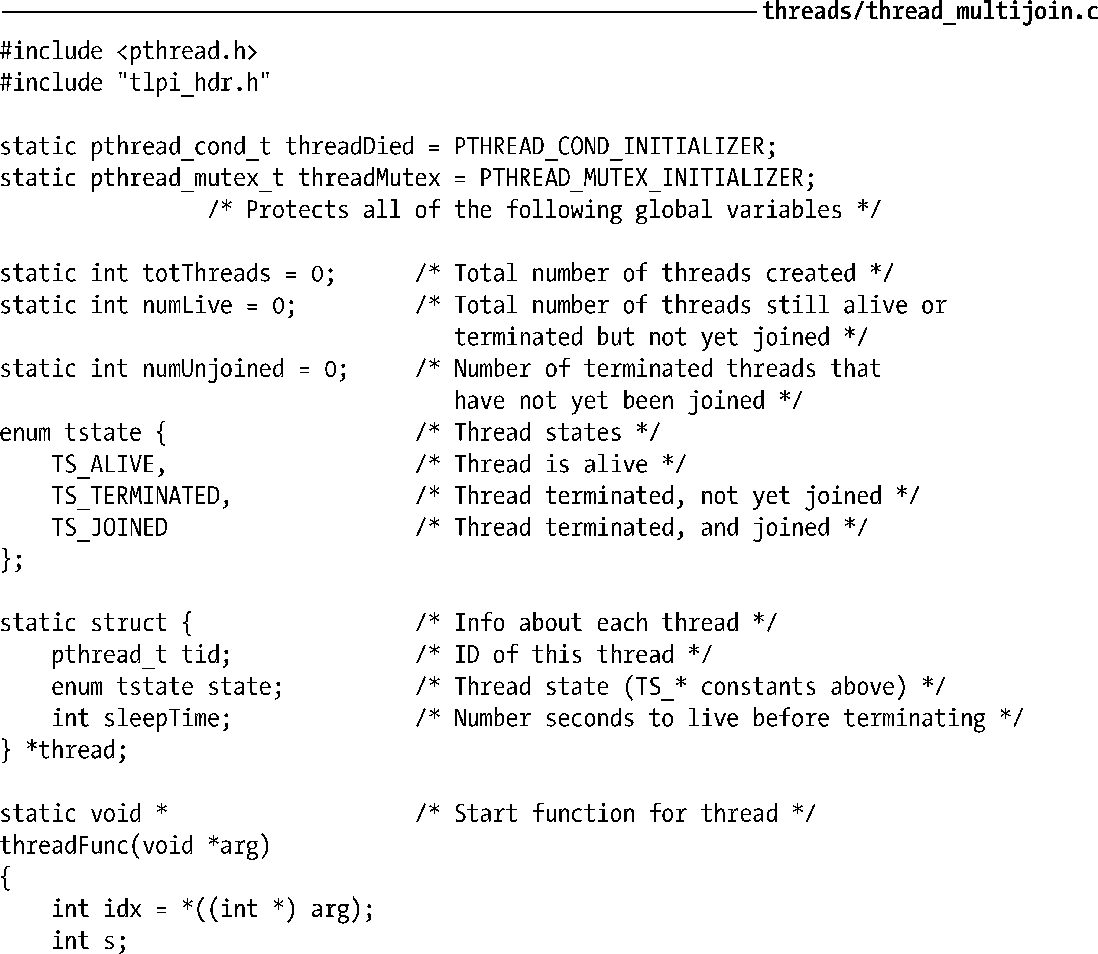 threads/thread_multijoin.c
#include <pthread.h>
#include "tlpi_hdr.h"

static pthread_cond_t threadDied = PTHREAD_COND_INITIALIZER;
static pthread_mutex_t threadMutex = PTHREAD_MUTEX_INITIALIZER;
                /* Protects all of the following global variables */

static int totThreads = 0;      /* Total number of threads created */
static int numLive = 0;         /* Total number of threads still alive or
                                   terminated but not yet joined */
static int numUnjoined = 0;     /* Number of terminated threads that
                                   have not yet been joined */
enum tstate {                   /* Thread states */
    TS_ALIVE,                   /* Thread is alive */
    TS_TERMINATED,              /* Thread terminated, not yet joined */
    TS_JOINED                   /* Thread terminated, and joined */
};

static struct {                 /* Info about each thread */
    pthread_t tid;              /* ID of this thread */
    enum tstate state;          /* Thread state (TS_* constants above) */
    int sleepTime;              /* Number seconds to live before terminating */
} *thread;

static void *                   /* Start function for thread */
threadFunc(void *arg)
{
    int idx = *((int *) arg);
    int s;